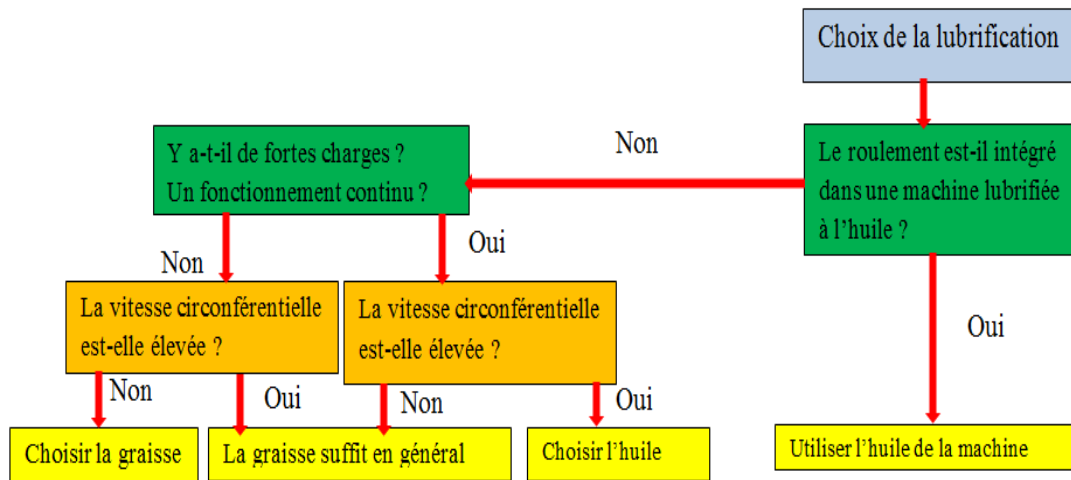 Choix de la lubrification
Non
Y a-t-il de fortes charges ?
Un fonctionnement continu ?
Le roulement est-il intégré
dans une machine lubrifiée
à l'huile ?
Oui
Non
La vitesse circonférentielle
est-elle élevée ?
La vitesse circonférentielle
est-elle élevée ?
Oui
Non
Oui
Non
Oui
Choisir la graisse
La graisse suffit en général
Choisir l'huile
Utiliser l'huile de la machine